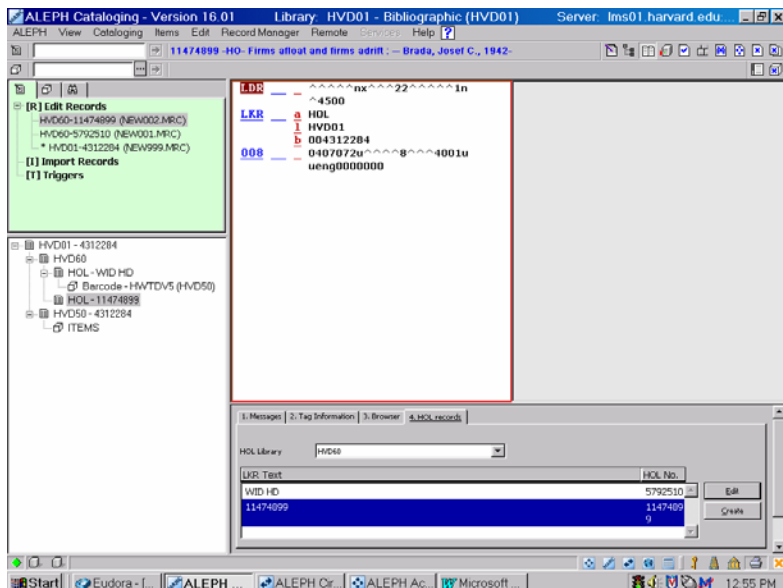 ALEPH Cataloging - Version 16.01 Library: HVD01 - Bibliographic (HVD01) Server: lms01.harvard.edu:
ALEPH View Cataloging Items Edit Record Manager Remote Services Help ?
11474899 -HO- Firms afloat and firms adrift : — Brada, Josef C., 1942-
[R] Edit Records
HVD60-11474899 (NEW002.MRC)
HVD60-5792510 (NEW001.MRC)
* HVD01-4312284 (NEW999.MRC)
[I] Import Records
[T] Triggers
HVD01 - 4312284
HVD60
HOL - WID HD
Barcode - HWTDV5 (HVD50)
HOL - 11474899
HVD50 - 4312284
ITEMS
LDR _ _ ^^^^^nx^^^22^^^^^1n
^4500
LKR _ a HOL
l HVD01
b 004312284
008 _ _ 0407072u^^^^8^^^4001u
ueng0000000
1. Messages 2. Tag Information 3. Browser 4. HOL records
HOL Library HVD60
LKR Text HOL No.
WID HD 5792510 Edit
11474899 1147489
9
Create
Start Eudora - [... ALEPH ... ALEPH Cir... ALEPH Ac... Microsoft ... 12:55 PM